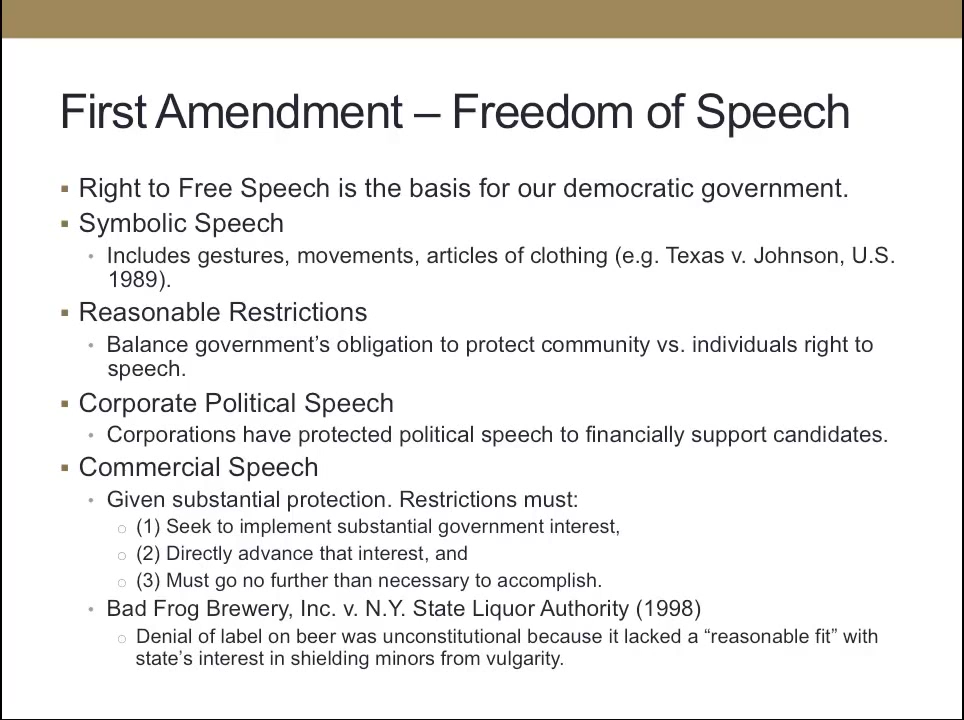 First Amendment – Freedom of Speech
▪ Right to Free Speech is the basis for our democratic government.
▪ Symbolic Speech
• Includes gestures, movements, articles of clothing (e.g. Texas v. Johnson, U.S.
1989).
▪ Reasonable Restrictions
• Balance government’s obligation to protect community vs. individuals right to
speech.
▪ Corporate Political Speech
• Corporations have protected political speech to financially support candidates.
▪ Commercial Speech
• Given substantial protection. Restrictions must:
○ (1) Seek to implement substantial government interest,
○ (2) Directly advance that interest, and
○ (3) Must go no further than necessary to accomplish.
• Bad Frog Brewery, Inc. v. N.Y. State Liquor Authority (1998)
○ Denial of label on beer was unconstitutional because it lacked a “reasonable fit” with
state’s interest in shielding minors from vulgarity.